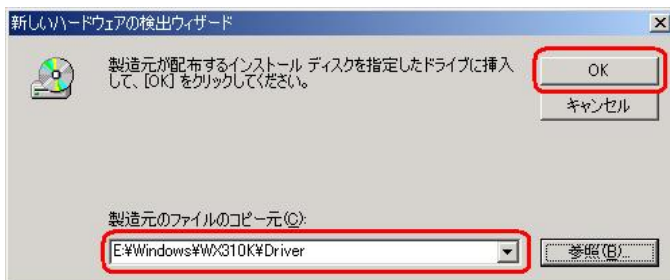 新しいハードウェアの検出ウィザード
製造元が配布するインストール ディスクを指定したドライブに挿入
して、[OK] をクリックしてください。
OK
キャンセル
製造元のファイルのコピー元(C):
E:¥Windows¥WX310K¥Driver
参照(B)...